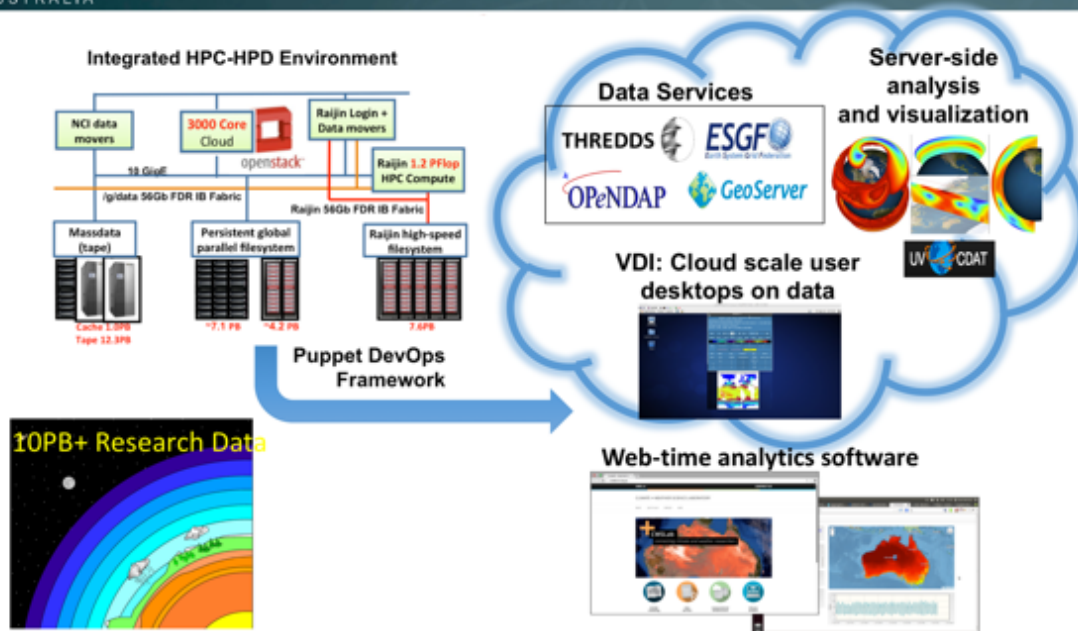 Integrated HPC-HPD Environment
NCI data
movers
3000 Core
Cloud
openstack
Raijin Login +
Data movers
Raijin 1.2 PFlop
HPC Compute
10 GigE
/g/data 56Gb FDR IB Fabric
Raijin 56Gb FDR IB Fabric
Massdata
(tape)
Persistent global
parallel filesystem
Raijin high-speed
filesystem
Cache 1.0PB
Tape 12.3PB
~7.1 PB
~4.2 PB
7.6PB
Puppet DevOps
Framework
10PB+ Research Data
Data Services
THREDDS
ESGF
Earth System Grid Federation
OPeNDAP
GeoServer
Server-side
analysis
and visualization
UV CDAT
VDI: Cloud scale user
desktops on data
Web-time analytics software